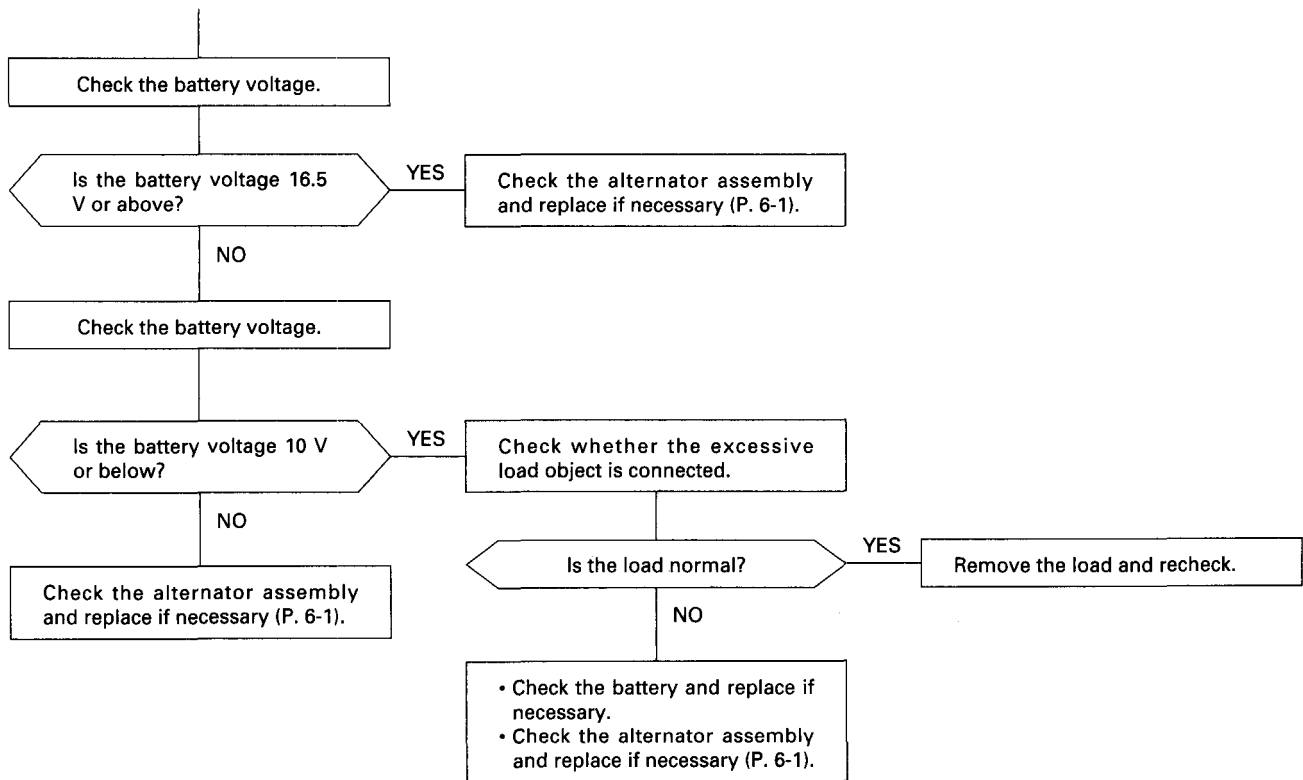 Check the battery voltage.
Is the battery voltage 16.5
V or above?
YES
Check the alternator assembly
and replace if necessary (P. 6-1).
NO
Check the battery voltage.
Is the battery voltage 10 V
or below?
YES
Check whether the excessive
load object is connected.
NO
Check the alternator assembly
and replace if necessary (P. 6-1).
Is the load normal?
YES
Remove the load and recheck.
NO
• Check the battery and replace if
necessary.
• Check the alternator assembly
and replace if necessary (P. 6-1).